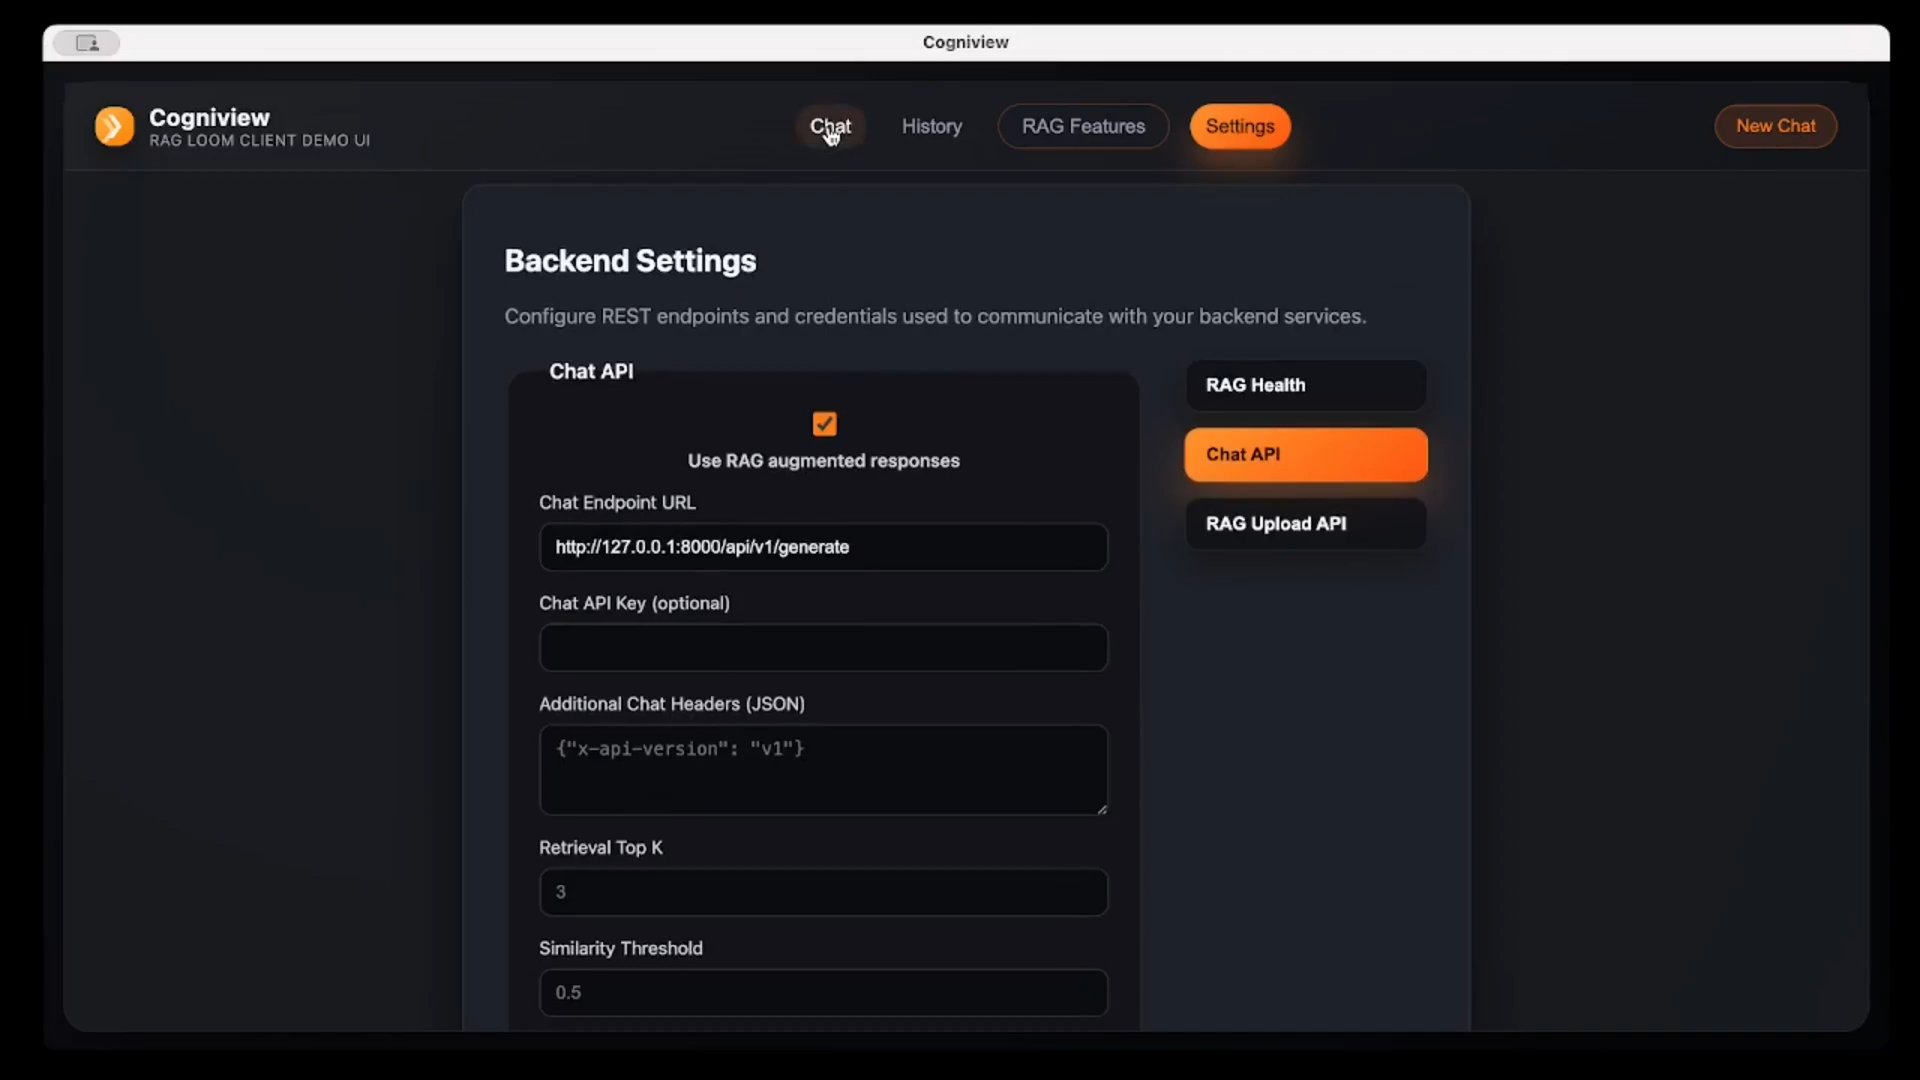 Cogniview
Cogniview
RAG LOOM CLIENT DEMO UI
Chat
History
RAG Features
Settings
New Chat
Backend Settings
Configure REST endpoints and credentials used to communicate with your backend services.
Chat API
Use RAG augmented responses
Chat Endpoint URL
http://127.0.0.1:8000/api/v1/generate
Chat API Key (optional)
Additional Chat Headers (JSON)
{"x-api-version": "v1"}
Retrieval Top K
3
Similarity Threshold
0.5
RAG Health
Chat API
RAG Upload API